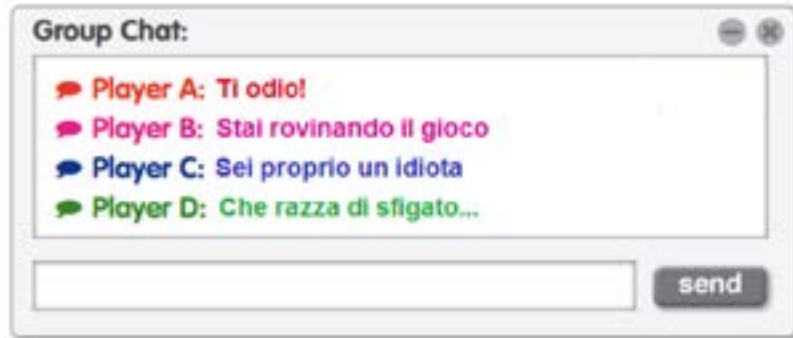 Group Chat:
Player A: Ti odio!
Player B: Stai rovinando il gioco
Player C: Sei proprio un idiota
Player D: Che razza di sfigato...
send